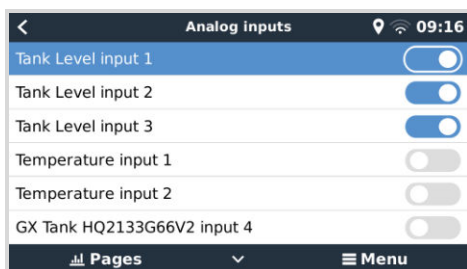 Analog inputs 09:16
Tank Level input 1
Tank Level input 2
Tank Level input 3
Temperature input 1
Temperature input 2
GX Tank HQ2133G66V2 input 4
Pages Menu